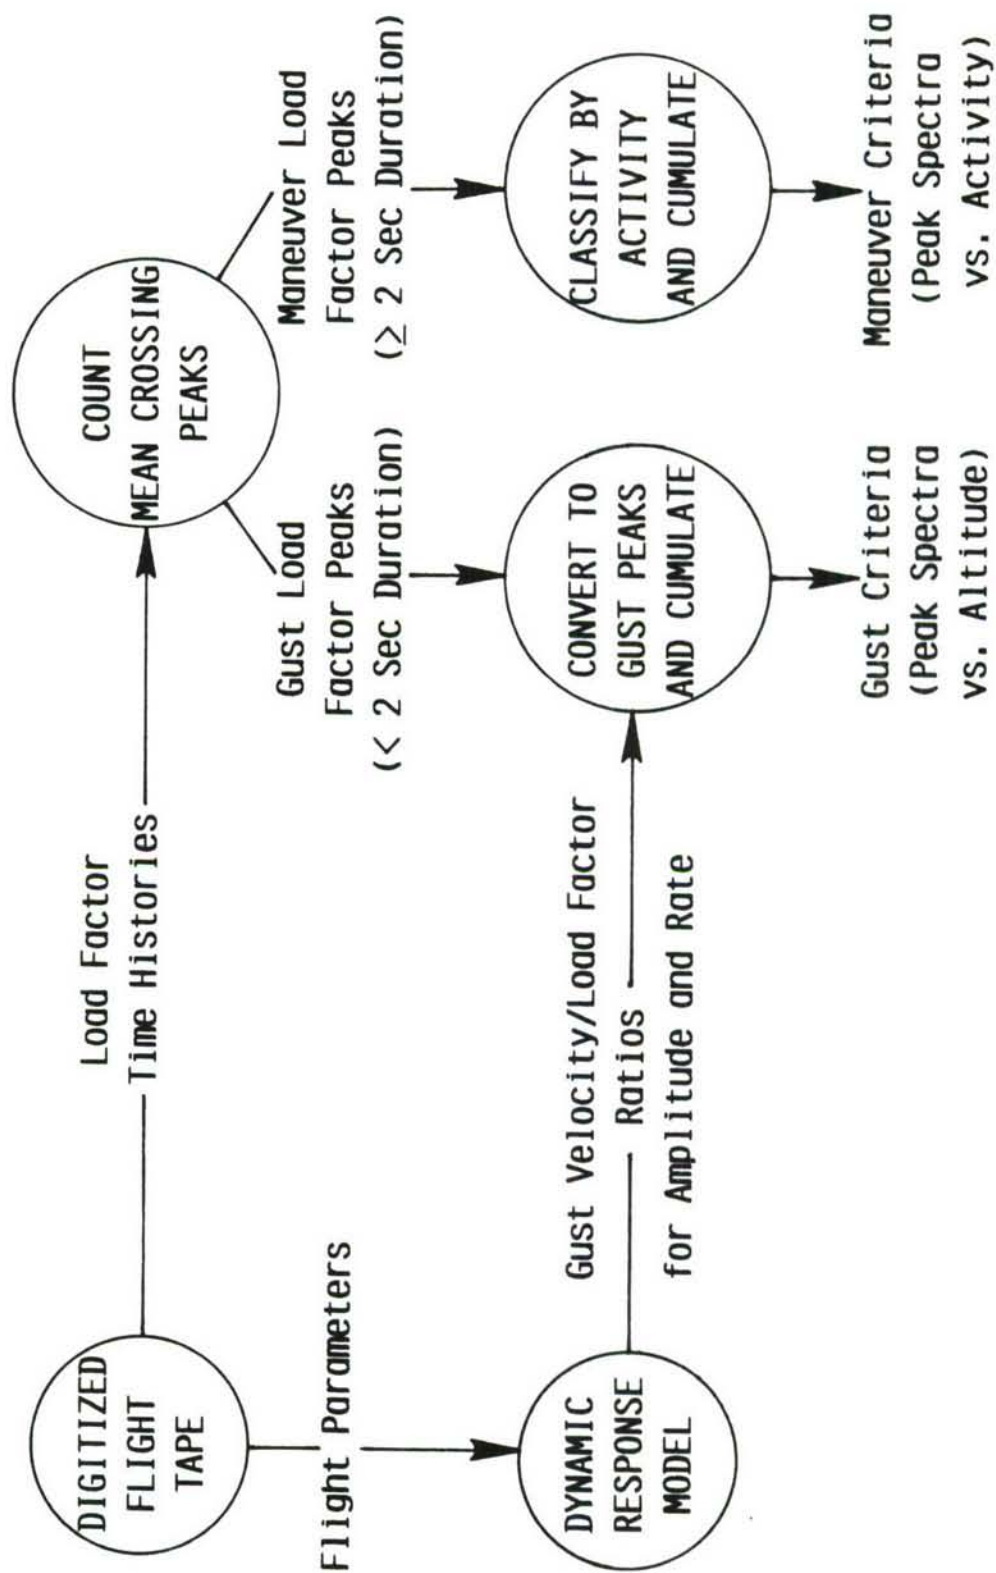 DIGITIZED
FLIGHT
TAPE
Load Factor
Time Histories
COUNT
MEAN CROSSING
PEAKS
Flight Parameters
Gust Load
Factor Peaks
(< 2 Sec Duration)
Maneuver Load
Factor Peaks
(≥ 2 Sec Duration)
DYNAMIC
RESPONSE
MODEL
Gust Velocity/Load Factor
Ratios
for Amplitude and Rate
CONVERT TO
GUST PEAKS
AND CUMULATE
CLASSIFY BY
ACTIVITY
AND CUMULATE
Gust Criteria
(Peak Spectra
vs. Altitude)
Maneuver Criteria
(Peak Spectra
vs. Activity)